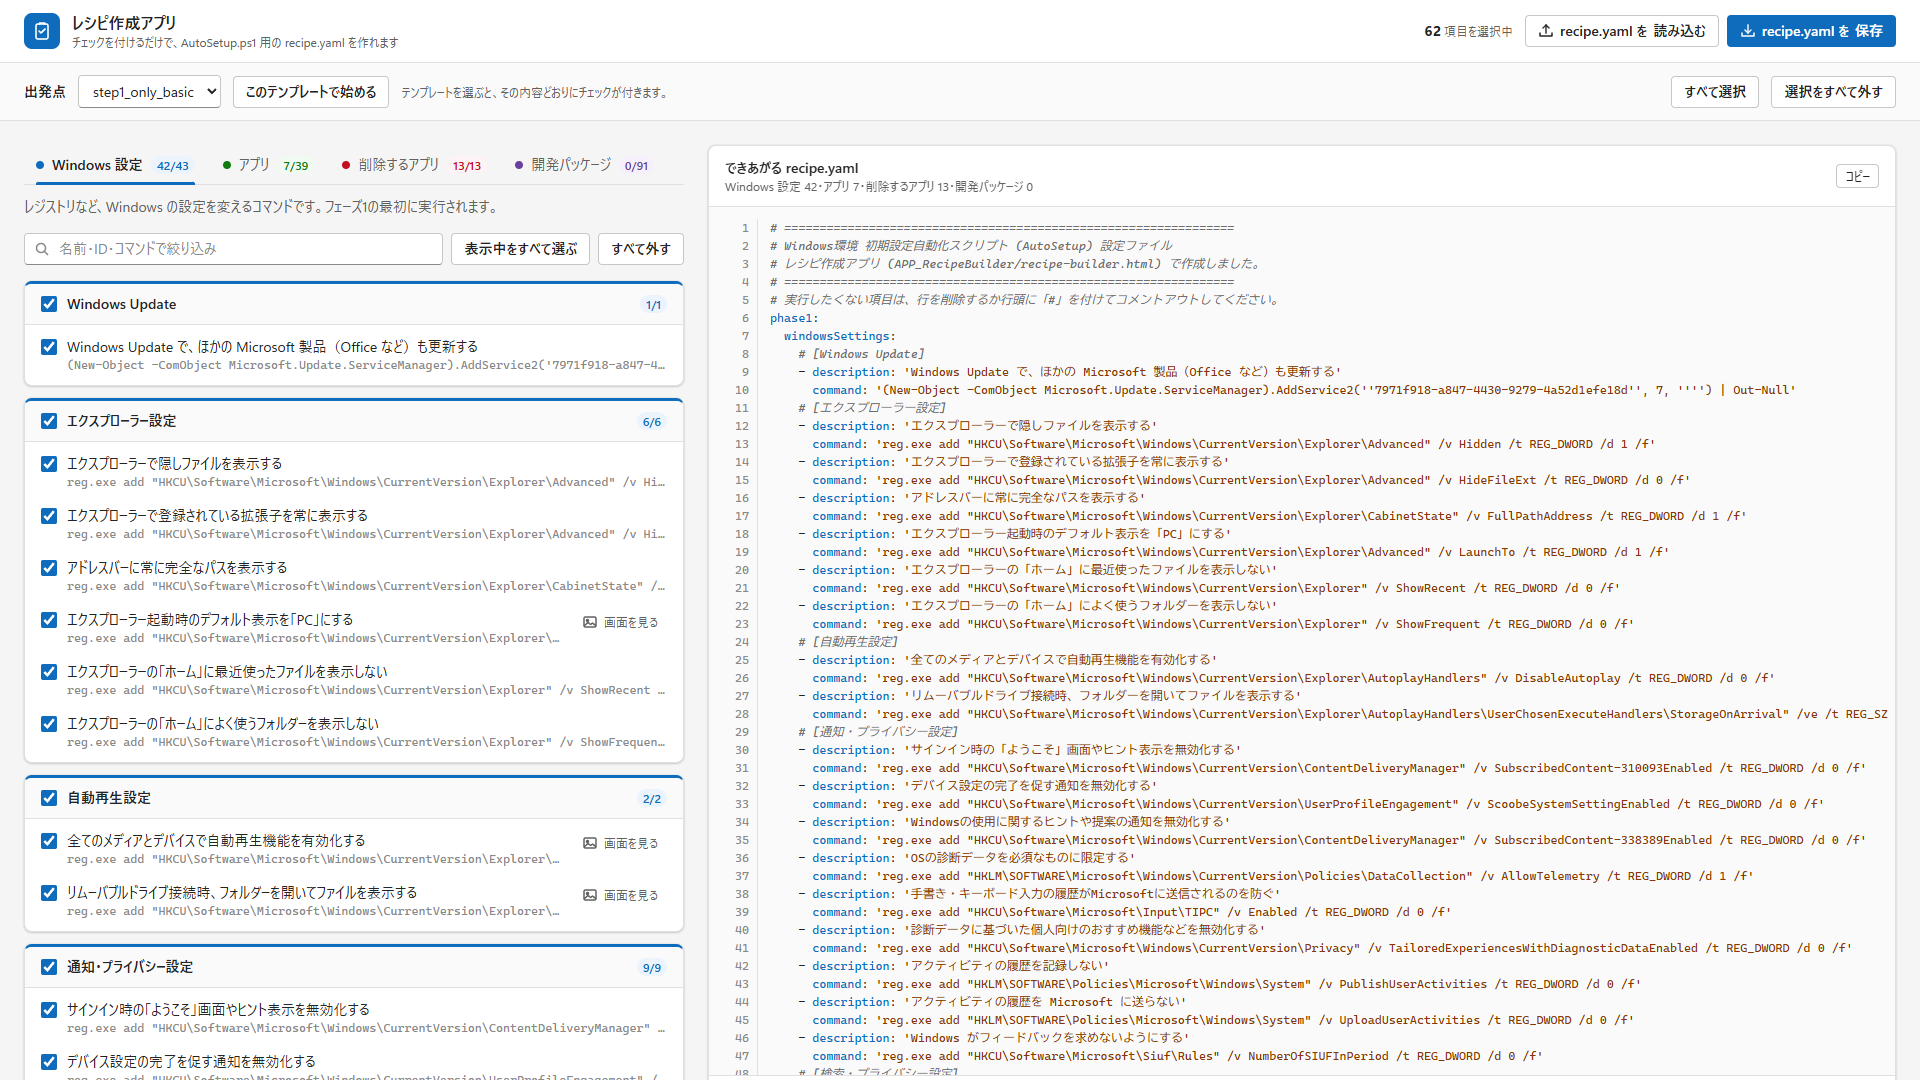 レシピ作成アプリ
チェックを付けるだけで、AutoSetup.ps1 用の recipe.yaml を作れます
62 項目を選択中
recipe.yaml を 読み込む
recipe.yaml を 保存
出発点
step1_only_basic
このテンプレートで始める
テンプレートを選ぶと、その内容どおりにチェックが付きます。
すべて選択
選択をすべて外す
Windows 設定 42/43
アプリ 7/39
削除するアプリ 13/13
開発パッケージ 0/91
レジストリなど、Windows の設定を変えるコマンドです。フェーズ1の最初に実行されます。
名前・ID・コマンドで絞り込み
表示中をすべて選ぶ
すべて外す
Windows Update 1/1
Windows Update で、ほかの Microsoft 製品（Office など）も更新する
(New-Object -ComObject Microsoft.Update.ServiceManager).AddService2('7971f918-a847-4…
エクスプローラー設定 6/6
エクスプローラーで隠しファイルを表示する
reg.exe add "HKCU\Software\Microsoft\Windows\CurrentVersion\Explorer\Advanced" /v Hi…
エクスプローラーで登録されている拡張子を常に表示する
reg.exe add "HKCU\Software\Microsoft\Windows\CurrentVersion\Explorer\Advanced" /v Hi…
アドレスバーに常に完全なパスを表示する
reg.exe add "HKCU\Software\Microsoft\Windows\CurrentVersion\Explorer\CabinetState" /…
エクスプローラー起動時のデフォルト表示を「PC」にする
画面を見る
reg.exe add "HKCU\Software\Microsoft\Windows\CurrentVersion\Explorer\…
エクスプローラーの「ホーム」に最近使ったファイルを表示しない
reg.exe add "HKCU\Software\Microsoft\Windows\CurrentVersion\Explorer" /v ShowRecent …
エクスプローラーの「ホーム」によく使うフォルダーを表示しない
reg.exe add "HKCU\Software\Microsoft\Windows\CurrentVersion\Explorer" /v ShowFrequen…
自動再生設定 2/2
全てのメディアとデバイスで自動再生機能を有効化する
画面を見る
reg.exe add "HKCU\Software\Microsoft\Windows\CurrentVersion\Explorer\…
リムーバブルドライブ接続時、フォルダーを開いてファイルを表示する
画面を見る
reg.exe add "HKCU\Software\Microsoft\Windows\CurrentVersion\Explorer\…
通知・プライバシー設定 9/9
サインイン時の「ようこそ」画面やヒント表示を無効化する
reg.exe add "HKCU\Software\Microsoft\Windows\CurrentVersion\ContentDeliveryManager" …
デバイス設定の完了を促す通知を無効化する
reg.exe add "HKCU\Software\Microsoft\Windows\CurrentVersion\UserProfileEngagement" /…
できあがる recipe.yaml
Windows 設定 42・アプリ 7・削除するアプリ 13・開発パッケージ 0
コピー
1 # ================================================================
2 # Windows環境 初期設定自動化スクリプト (AutoSetup) 設定ファイル
3 # レシピ作成アプリ (APP_RecipeBuilder/recipe-builder.html) で作成しました。
4 # ================================================================
5 # 実行したくない項目は、行を削除するか行頭に「#」を付けてコメントアウトしてください。
6 phase1:
7 windowsSettings:
8 # [Windows Update]
9 - description: 'Windows Update で、ほかの Microsoft 製品（Office など）も更新する'
10 command: '(New-Object -ComObject Microsoft.Update.ServiceManager).AddService2(''7971f918-a847-4430-9279-4a52d1efe18d'', 7, '''') | Out-Null'
11 # [エクスプローラー設定]
12 - description: 'エクスプローラーで隠しファイルを表示する'
13 command: 'reg.exe add "HKCU\Software\Microsoft\Windows\CurrentVersion\Explorer\Advanced" /v Hidden /t REG_DWORD /d 1 /f'
14 - description: 'エクスプローラーで登録されている拡張子を常に表示する'
15 command: 'reg.exe add "HKCU\Software\Microsoft\Windows\CurrentVersion\Explorer\Advanced" /v HideFileExt /t REG_DWORD /d 0 /f'
16 - description: 'アドレスバーに常に完全なパスを表示する'
17 command: 'reg.exe add "HKCU\Software\Microsoft\Windows\CurrentVersion\Explorer\CabinetState" /v FullPathAddress /t REG_DWORD /d 1 /f'
18 - description: 'エクスプローラー起動時のデフォルト表示を「PC」にする'
19 command: 'reg.exe add "HKCU\Software\Microsoft\Windows\CurrentVersion\Explorer\Advanced" /v LaunchTo /t REG_DWORD /d 1 /f'
20 - description: 'エクスプローラーの「ホーム」に最近使ったファイルを表示しない'
21 command: 'reg.exe add "HKCU\Software\Microsoft\Windows\CurrentVersion\Explorer" /v ShowRecent /t REG_DWORD /d 0 /f'
22 - description: 'エクスプローラーの「ホーム」によく使うフォルダーを表示しない'
23 command: 'reg.exe add "HKCU\Software\Microsoft\Windows\CurrentVersion\Explorer" /v ShowFrequent /t REG_DWORD /d 0 /f'
24 # [自動再生設定]
25 - description: '全てのメディアとデバイスで自動再生機能を有効化する'
26 command: 'reg.exe add "HKCU\Software\Microsoft\Windows\CurrentVersion\Explorer\AutoplayHandlers" /v DisableAutoplay /t REG_DWORD /d 0 /f'
27 - description: 'リムーバブルドライブ接続時、フォルダーを開いてファイルを表示する'
28 command: 'reg.exe add "HKCU\Software\Microsoft\Windows\CurrentVersion\Explorer\AutoplayHandlers\UserChosenExecuteHandlers\StorageOnArrival" /ve /t REG_SZ
29 # [通知・プライバシー設定]
30 - description: 'サインイン時の「ようこそ」画面やヒント表示を無効化する'
31 command: 'reg.exe add "HKCU\Software\Microsoft\Windows\CurrentVersion\ContentDeliveryManager" /v SubscribedContent-310093Enabled /t REG_DWORD /d 0 /f'
32 - description: 'デバイス設定の完了を促す通知を無効化する'
33 command: 'reg.exe add "HKCU\Software\Microsoft\Windows\CurrentVersion\UserProfileEngagement" /v ScoobeSystemSettingEnabled /t REG_DWORD /d 0 /f'
34 - description: 'Windowsの使用に関するヒントや提案の通知を無効化する'
35 command: 'reg.exe add "HKCU\Software\Microsoft\Windows\CurrentVersion\ContentDeliveryManager" /v SubscribedContent-338389Enabled /t REG_DWORD /d 0 /f'
36 - description: 'OSの診断データを必須なものに限定する'
37 command: 'reg.exe add "HKLM\SOFTWARE\Microsoft\Windows\CurrentVersion\Policies\DataCollection" /v AllowTelemetry /t REG_DWORD /d 1 /f'
38 - description: '手書き・キーボード入力の履歴がMicrosoftに送信されるのを防ぐ'
39 command: 'reg.exe add "HKCU\Software\Microsoft\Input\TIPC" /v Enabled /t REG_DWORD /d 0 /f'
40 - description: '診断データに基づいた個人向けのおすすめ機能などを無効化する'
41 command: 'reg.exe add "HKCU\Software\Microsoft\Windows\CurrentVersion\Privacy" /v TailoredExperiencesWithDiagnosticDataEnabled /t REG_DWORD /d 0 /f'
42 - description: 'アクティビティの履歴を記録しない'
43 command: 'reg.exe add "HKLM\SOFTWARE\Policies\Microsoft\Windows\System" /v PublishUserActivities /t REG_DWORD /d 0 /f'
44 - description: 'アクティビティの履歴を Microsoft に送らない'
45 command: 'reg.exe add "HKLM\SOFTWARE\Policies\Microsoft\Windows\System" /v UploadUserActivities /t REG_DWORD /d 0 /f'
46 - description: 'Windows がフィードバックを求めないようにする'
47 command: 'reg.exe add "HKCU\Software\Microsoft\Siuf\Rules" /v NumberOfSIUFInPeriod /t REG_DWORD /d 0 /f'
48 # [検索・プライバシー設定]